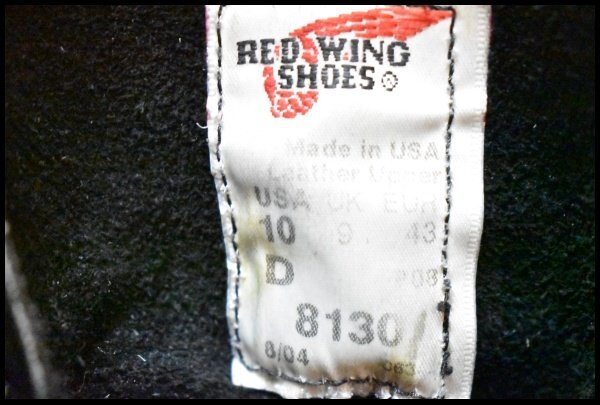 RED WING
SHOES ®
Made in USA
Leather Upper
USA UK EUR
10 9 43
D
8130
8/04